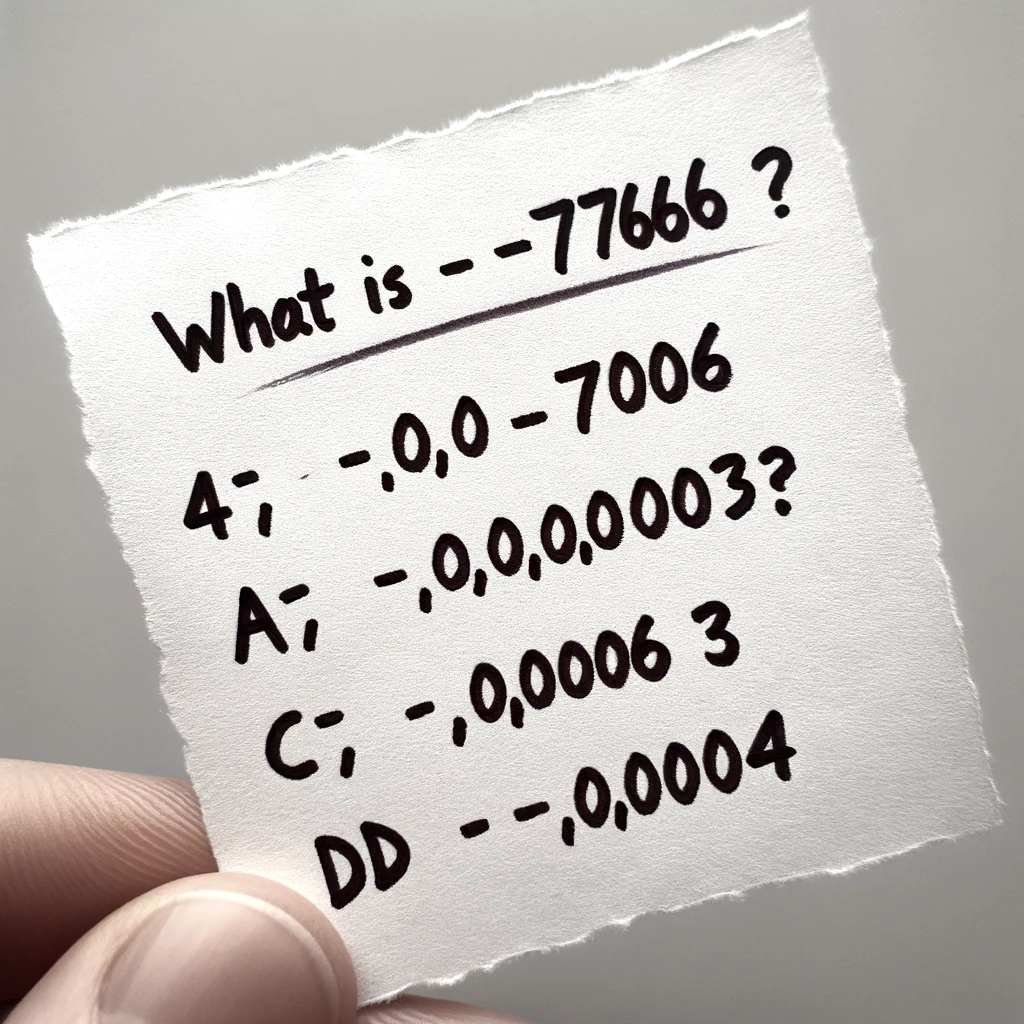 What is - -77666 ?
4-; -,0,0 - 7006
A-; -,0,0,0,0003?
C-; -,0,0006 3
DD - -,0,0004